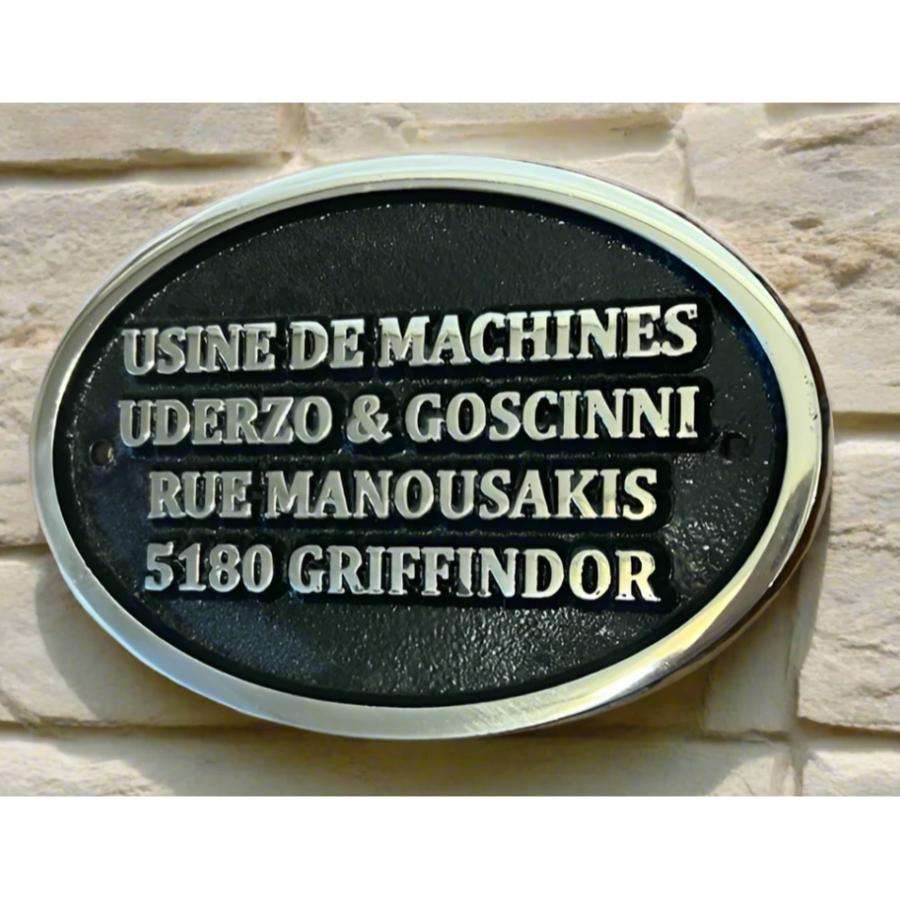 USINE DE MACHINES
UDERZO & GOSCINNI
RUE MANOUSAKIS
5180 GRIFFINDOR